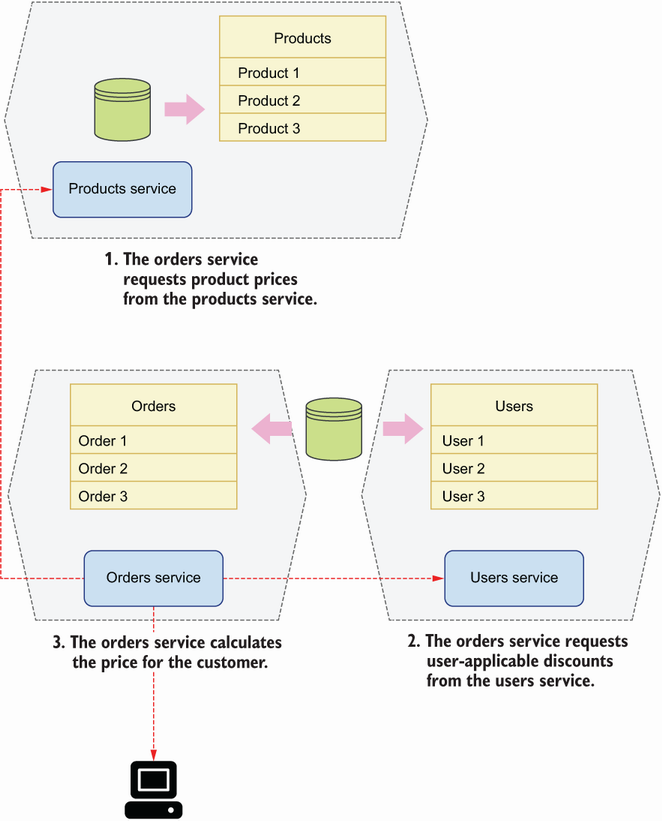 Products
Product 1
Product 2
Product 3
Products service
1. The orders service
requests product prices
from the products service.
Orders
Order 1
Order 2
Order 3
Users
User 1
User 2
User 3
Orders service
Users service
3. The orders service calculates
the price for the customer.
2. The orders service requests
user-applicable discounts
from the users service.